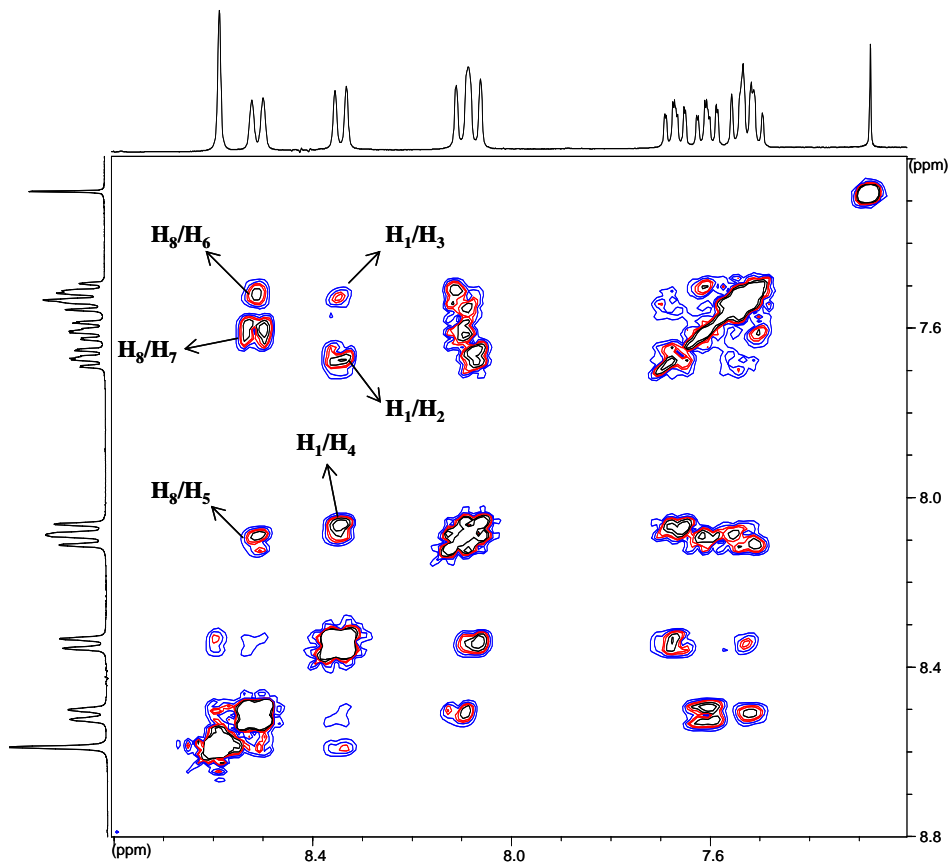 (ppm)
H₈/H₆
H₁/H₃
7.6
H₈/H₇
H₁/H₂
H₁/H₄
H₈/H₅
8.0
8.4
8.8
(ppm)
8.4
8.0
7.6